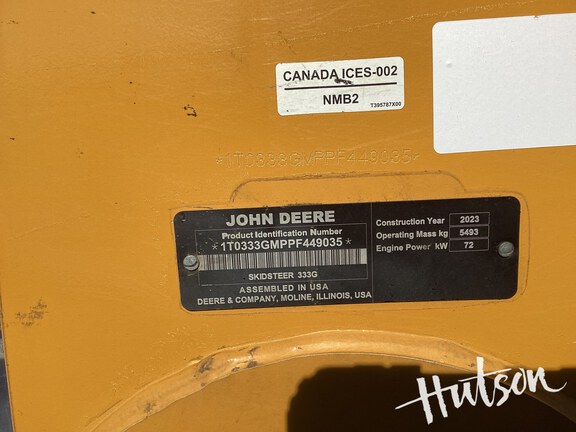 CANADA ICES-002
NMB2
T395787X00
*1T0333GMPPF449035*
JOHN DEERE
Product Identification Number
*1T0333GMPPF449035*
SKIDSTEER 333G
ASSEMBLED IN USA
DEERE & COMPANY, MOLINE, ILLINOIS, USA
Construction Year 2023
Operating Mass kg 5493
Engine Power kW 72
Hutson